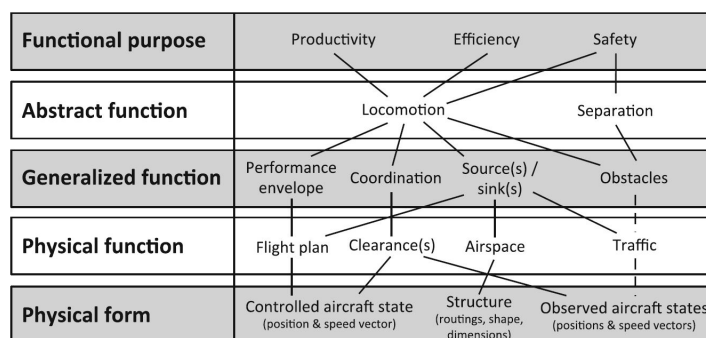 Functional purpose
Productivity
Efficiency
Safety
Abstract function
Locomotion
Separation
Generalized function
Performance
envelope
Coordination
Source(s) /
sink(s)
Obstacles
Physical function
Flight plan
Clearance(s)
Airspace
Traffic
Physical form
Controlled aircraft state
(position & speed vector)
Structure
(routings, shape,
dimensions)
Observed aircraft states
(positions & speed vectors)